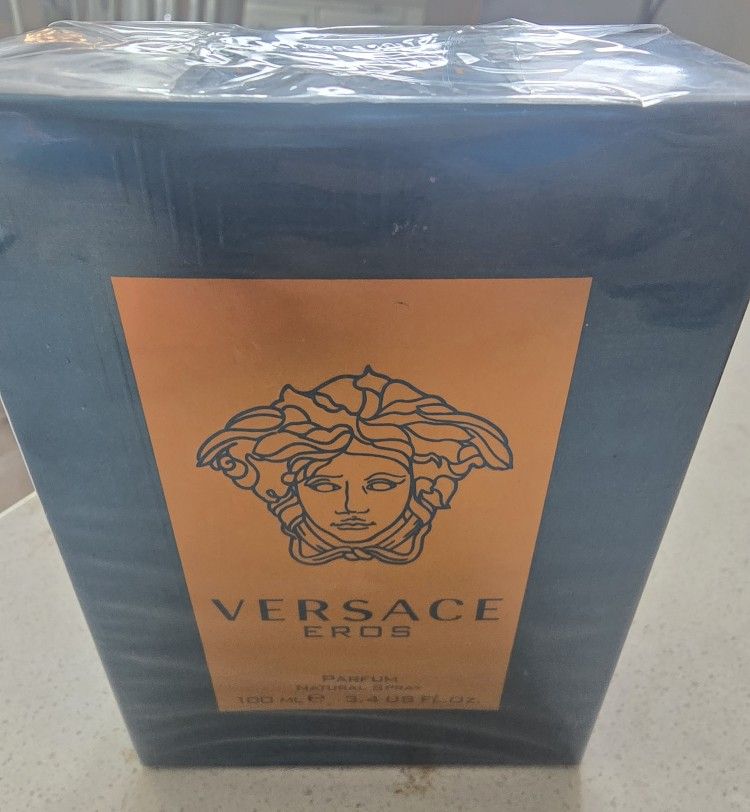 VERSACE
EROS
PARFUM
NATURAL SPRAY
100 ML ℮ 3.4 US FL.OZ.